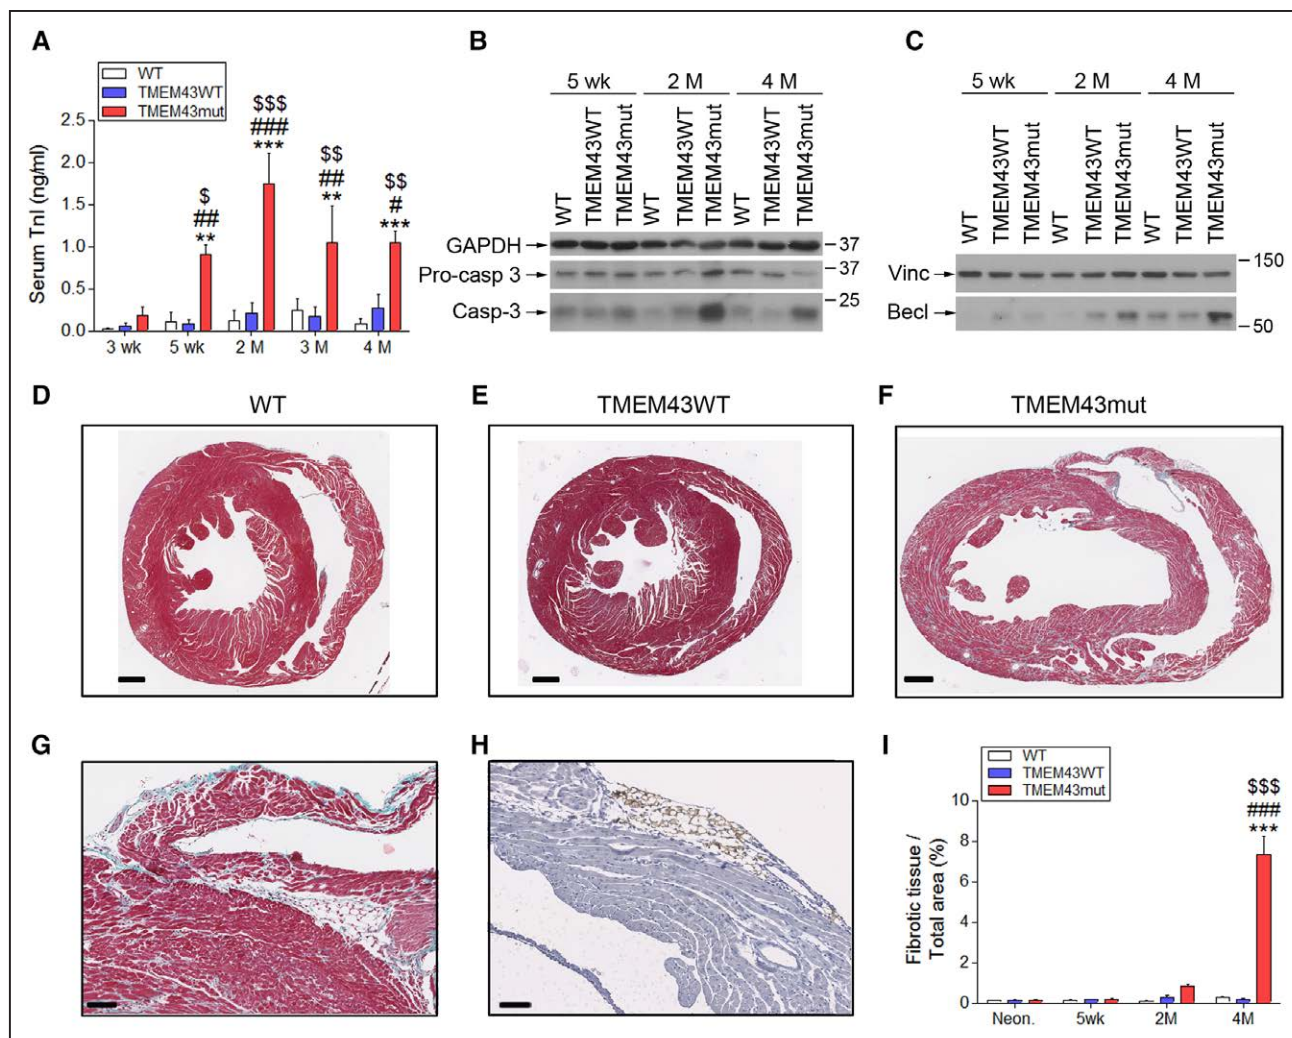 A
WT
TMEM43WT
TMEM43mut
Serum TnI (ng/ml)
2.5
2.0
1.5
1.0
0.5
0.0
$
##
**
$$$
###
***
$$
##
**
$$
#
***
3 wk 5 wk 2 M 3 M 4 M
B
5 wk 2 M 4 M
WT TMEM43WT TMEM43mut WT TMEM43WT TMEM43mut WT TMEM43WT TMEM43mut
GAPDH 37
Pro-casp 3 37
Casp-3 25
C
5 wk 2 M 4 M
WT TMEM43WT TMEM43mut WT TMEM43WT TMEM43mut WT TMEM43WT TMEM43mut
Vinc 150
Becl 50
D WT
E TMEM43WT
F TMEM43mut
G
H
I
WT
TMEM43WT
TMEM43mut
Fibrotic tissue /
Total area (%)
10
8
6
4
2
0
$$$
###
***
Neon. 5wk 2M 4M